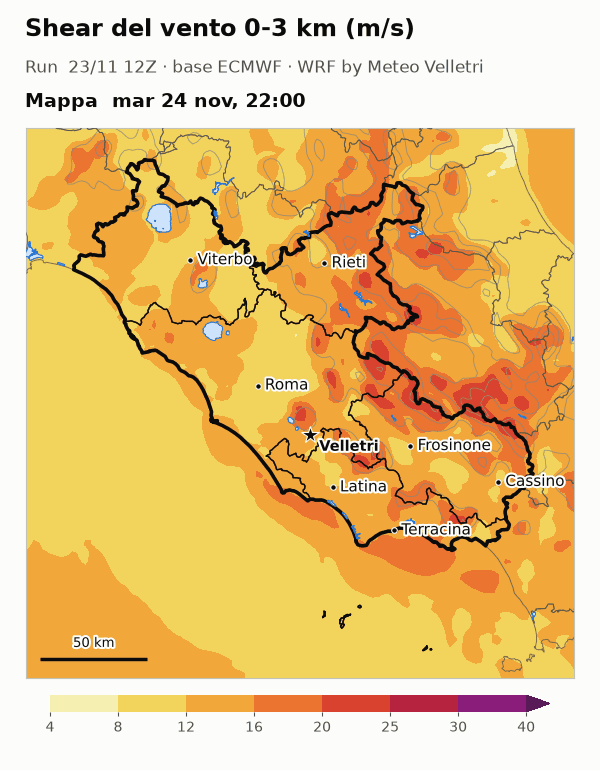 Shear del vento 0-3 km (m/s)
Run  23/11 12Z · base ECMWF · WRF by Meteo Velletri
Mappa  mar 24 nov, 22:00
Viterbo
Rieti
Roma
Velletri
Frosinone
Latina
Cassino
Terracina
50 km
4 8 12 16 20 25 30 40